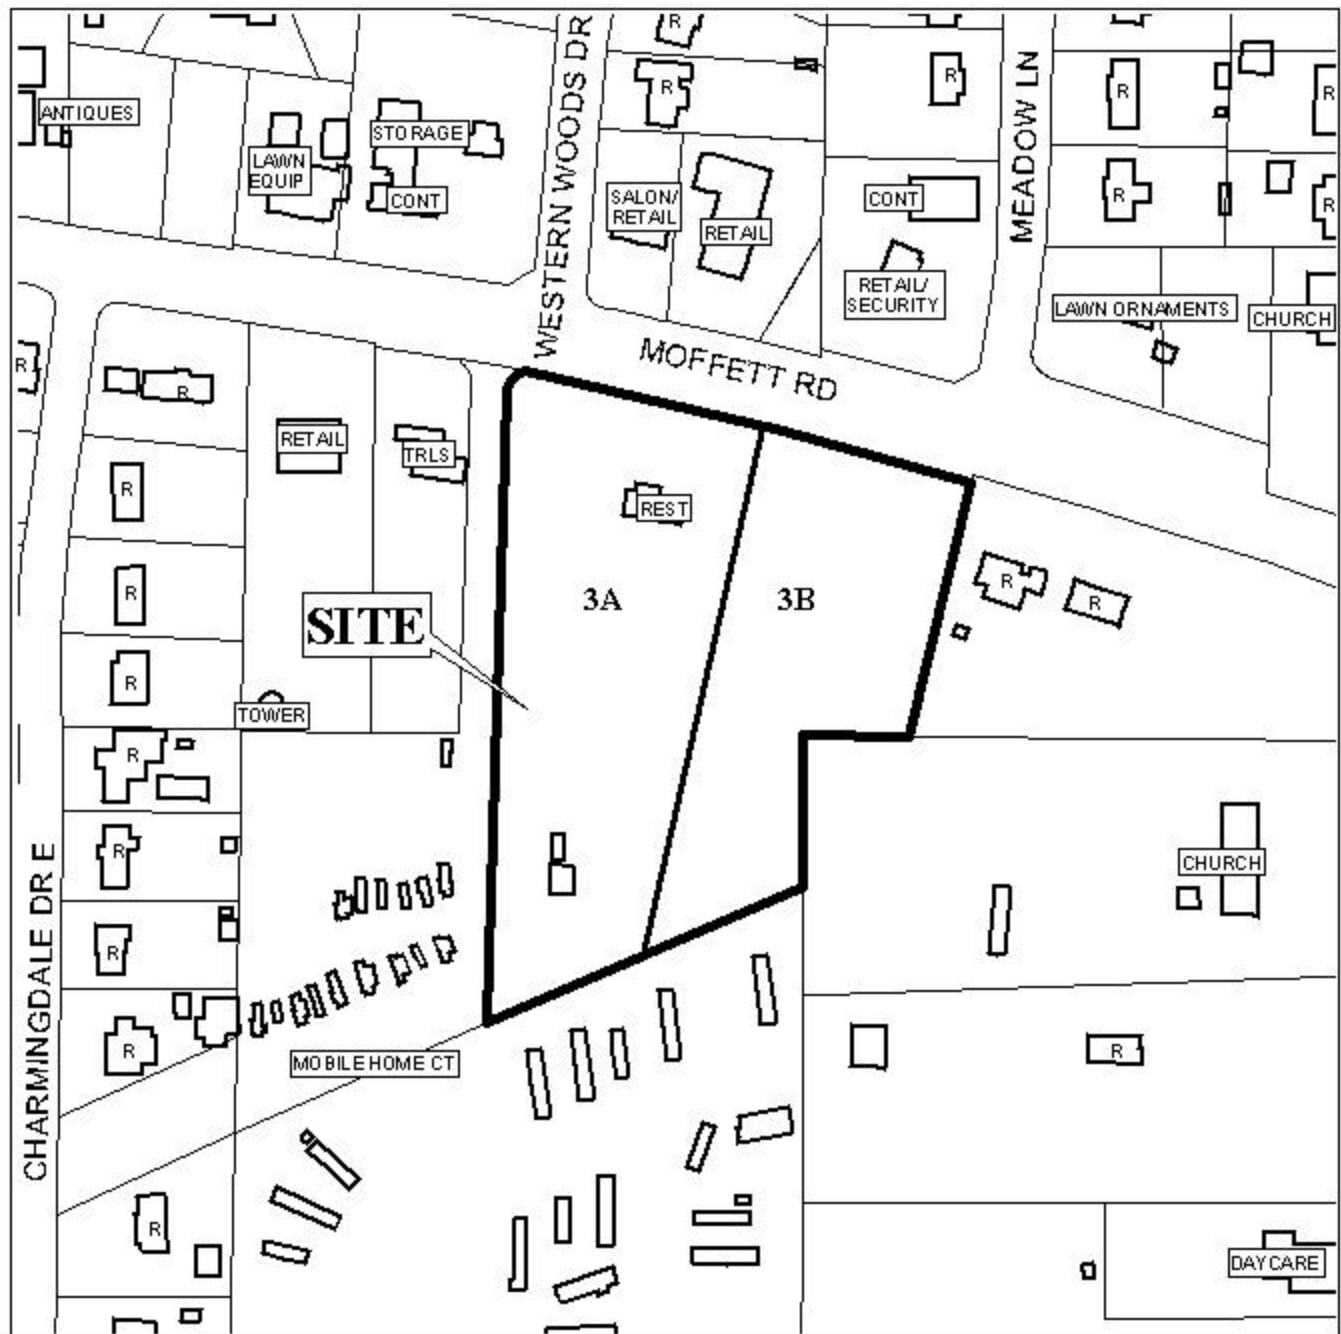 R
WESTERN WOODS DR
MEADOW LN
R
R
R
R
ANTIQUES
STORAGE
LAWN
EQUIP
CONT
SALON/
RETAIL
RETAIL
CONT
R
R
RETAIL/
SECURITY
LAWN ORNAMENTS
CHURCH
MOFFETT RD
R
R
RETAIL
TRLS
R
REST
R
3A
3B
R
R
SITE
R
TOWER
R
R
CHURCH
CHARMINGDALE DR E
R
R
MOBILE HOME CT
R
R
DAYCARE